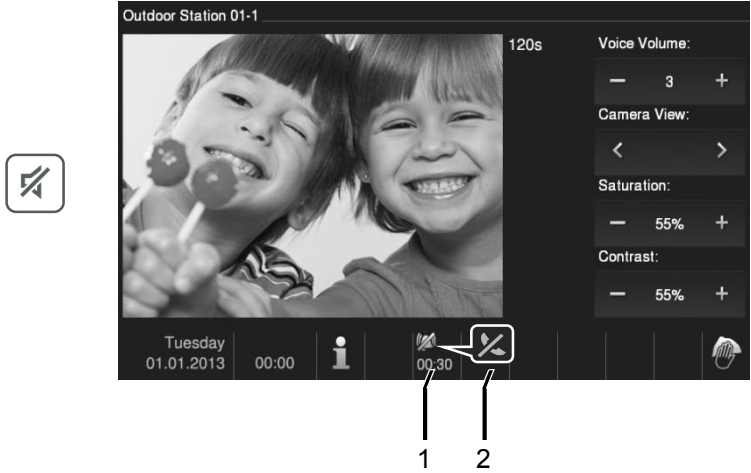 Outdoor Station 01-1
120s
Voice Volume:
− 3 +
Camera View:
< >
Saturation:
− 55% +
Contrast:
− 55% +
Tuesday
01.01.2013
00:00
i
00:30
1 2